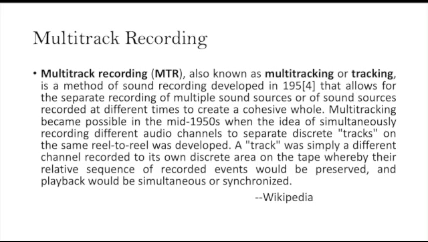 Multitrack Recording
• Multitrack recording (MTR), also known as multitracking or tracking,
is a method of sound recording developed in 195[4] that allows for
the separate recording of multiple sound sources or of sound sources
recorded at different times to create a cohesive whole. Multitracking
became possible in the mid-1950s when the idea of simultaneously
recording different audio channels to separate discrete "tracks" on
the same reel-to-reel was developed. A "track" was simply a different
channel recorded to its own discrete area on the tape whereby their
relative sequence of recorded events would be preserved, and
playback would be simultaneous or synchronized.
--Wikipedia